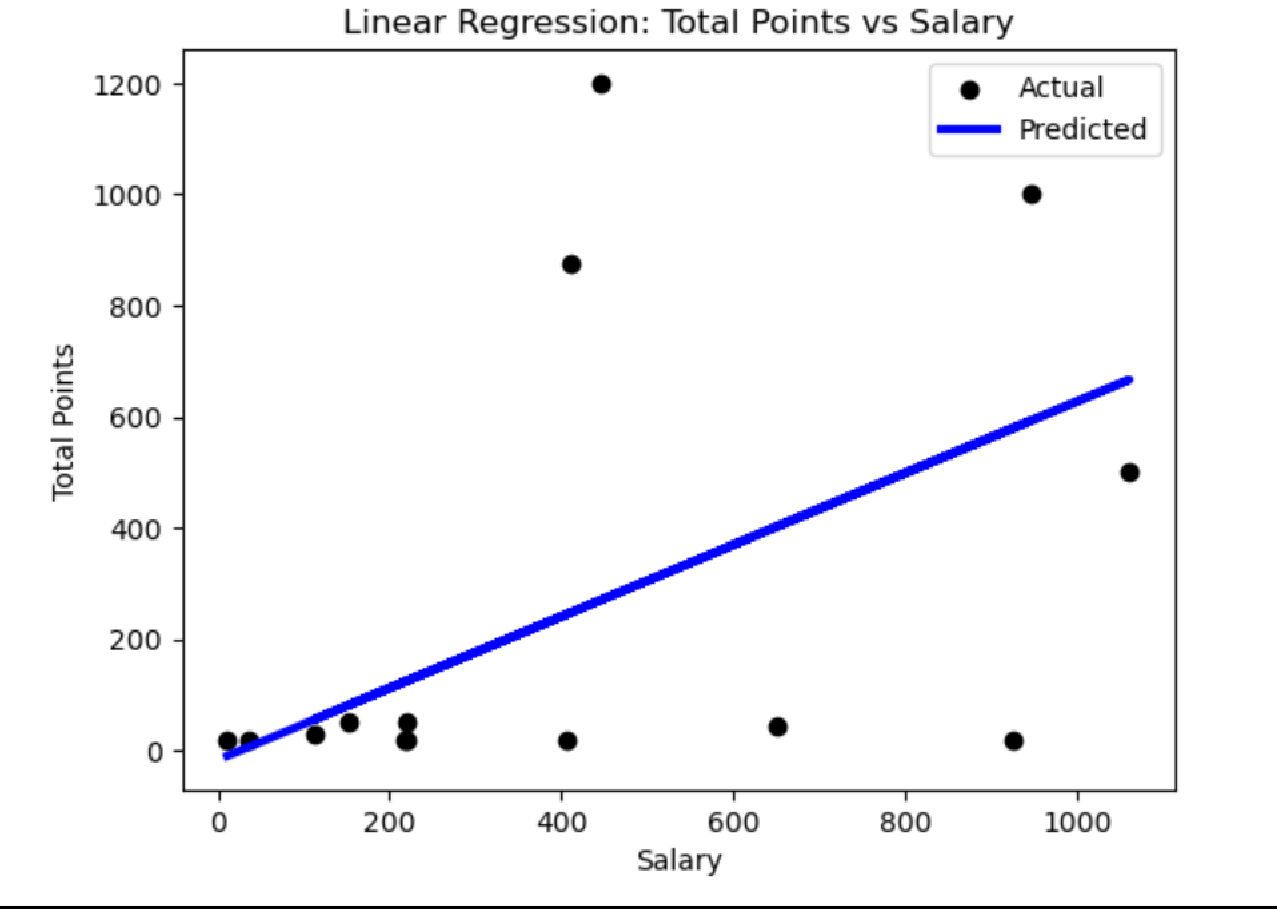 Linear Regression: Total Points vs Salary
Actual
Predicted
1200
1000
800
600
400
200
0
Total Points
0 200 400 600 800 1000
Salary